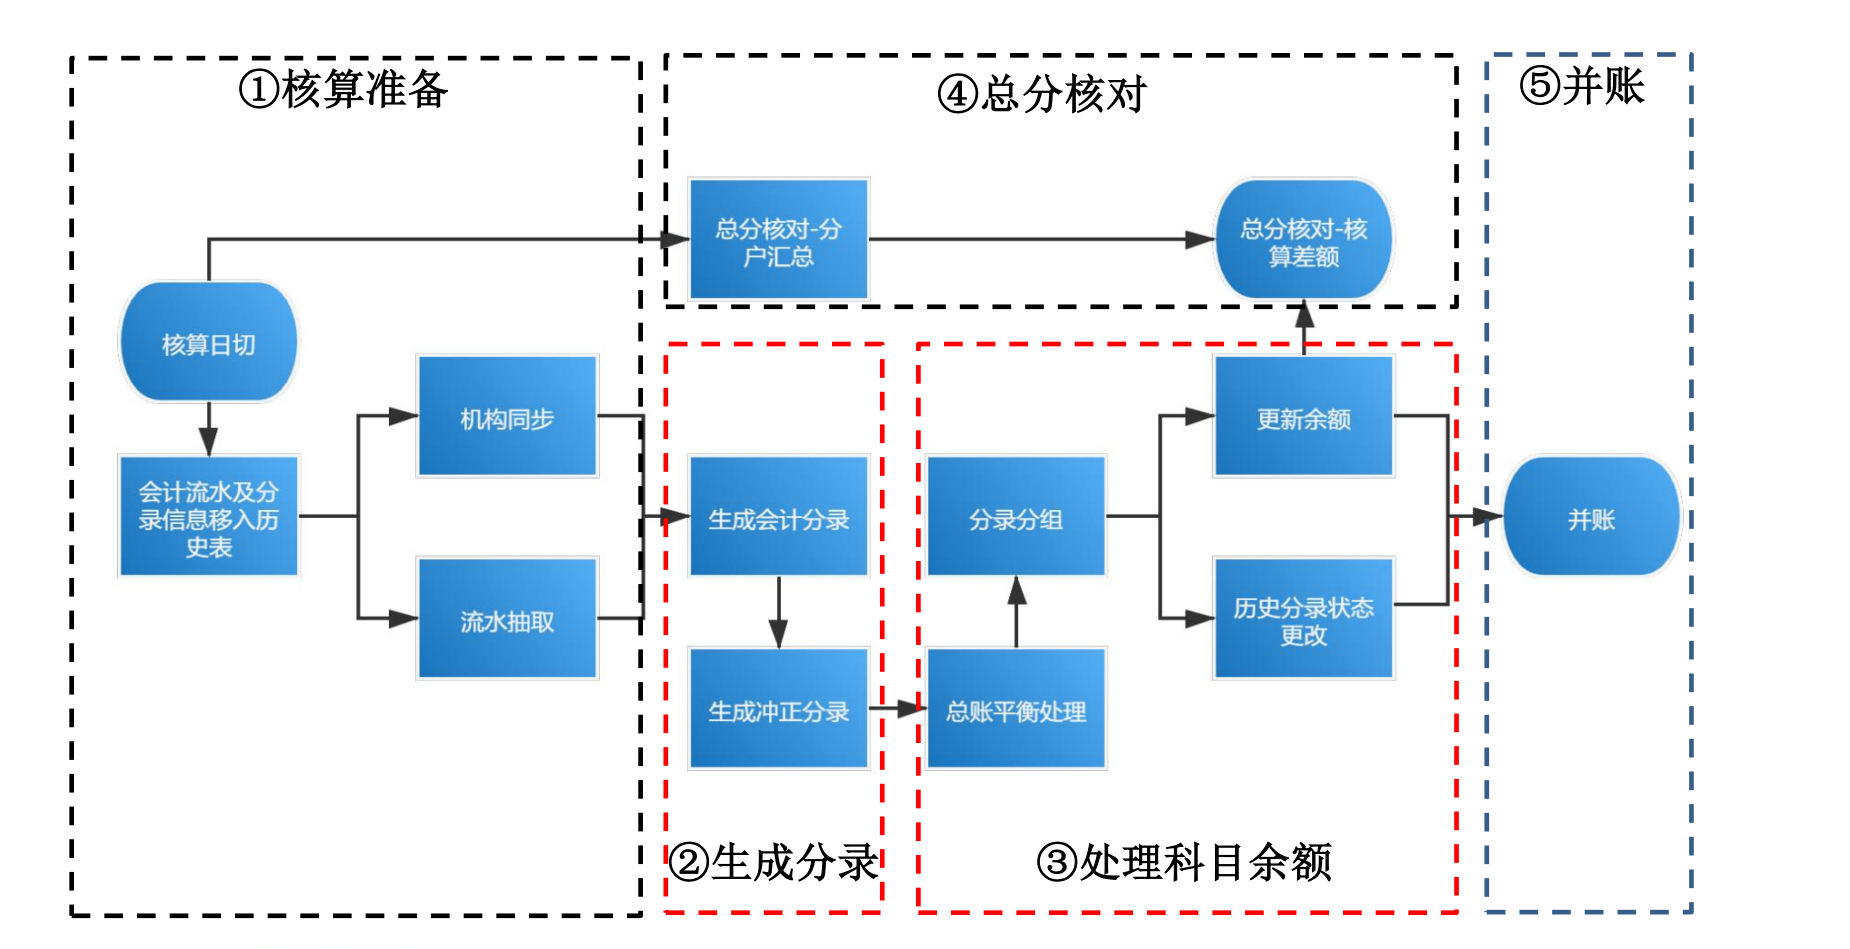 ①核算准备
④总分核对
⑤并账
总分核对-分
户汇总
总分核对-核
算差额
核算日切
机构同步
更新余额
会计流水及分
录信息移入历
史表
生成会计分录
分录分组
并账
流水抽取
历史分录状态
更改
生成冲正分录
总账平衡处理
②生成分录
③处理科目余额